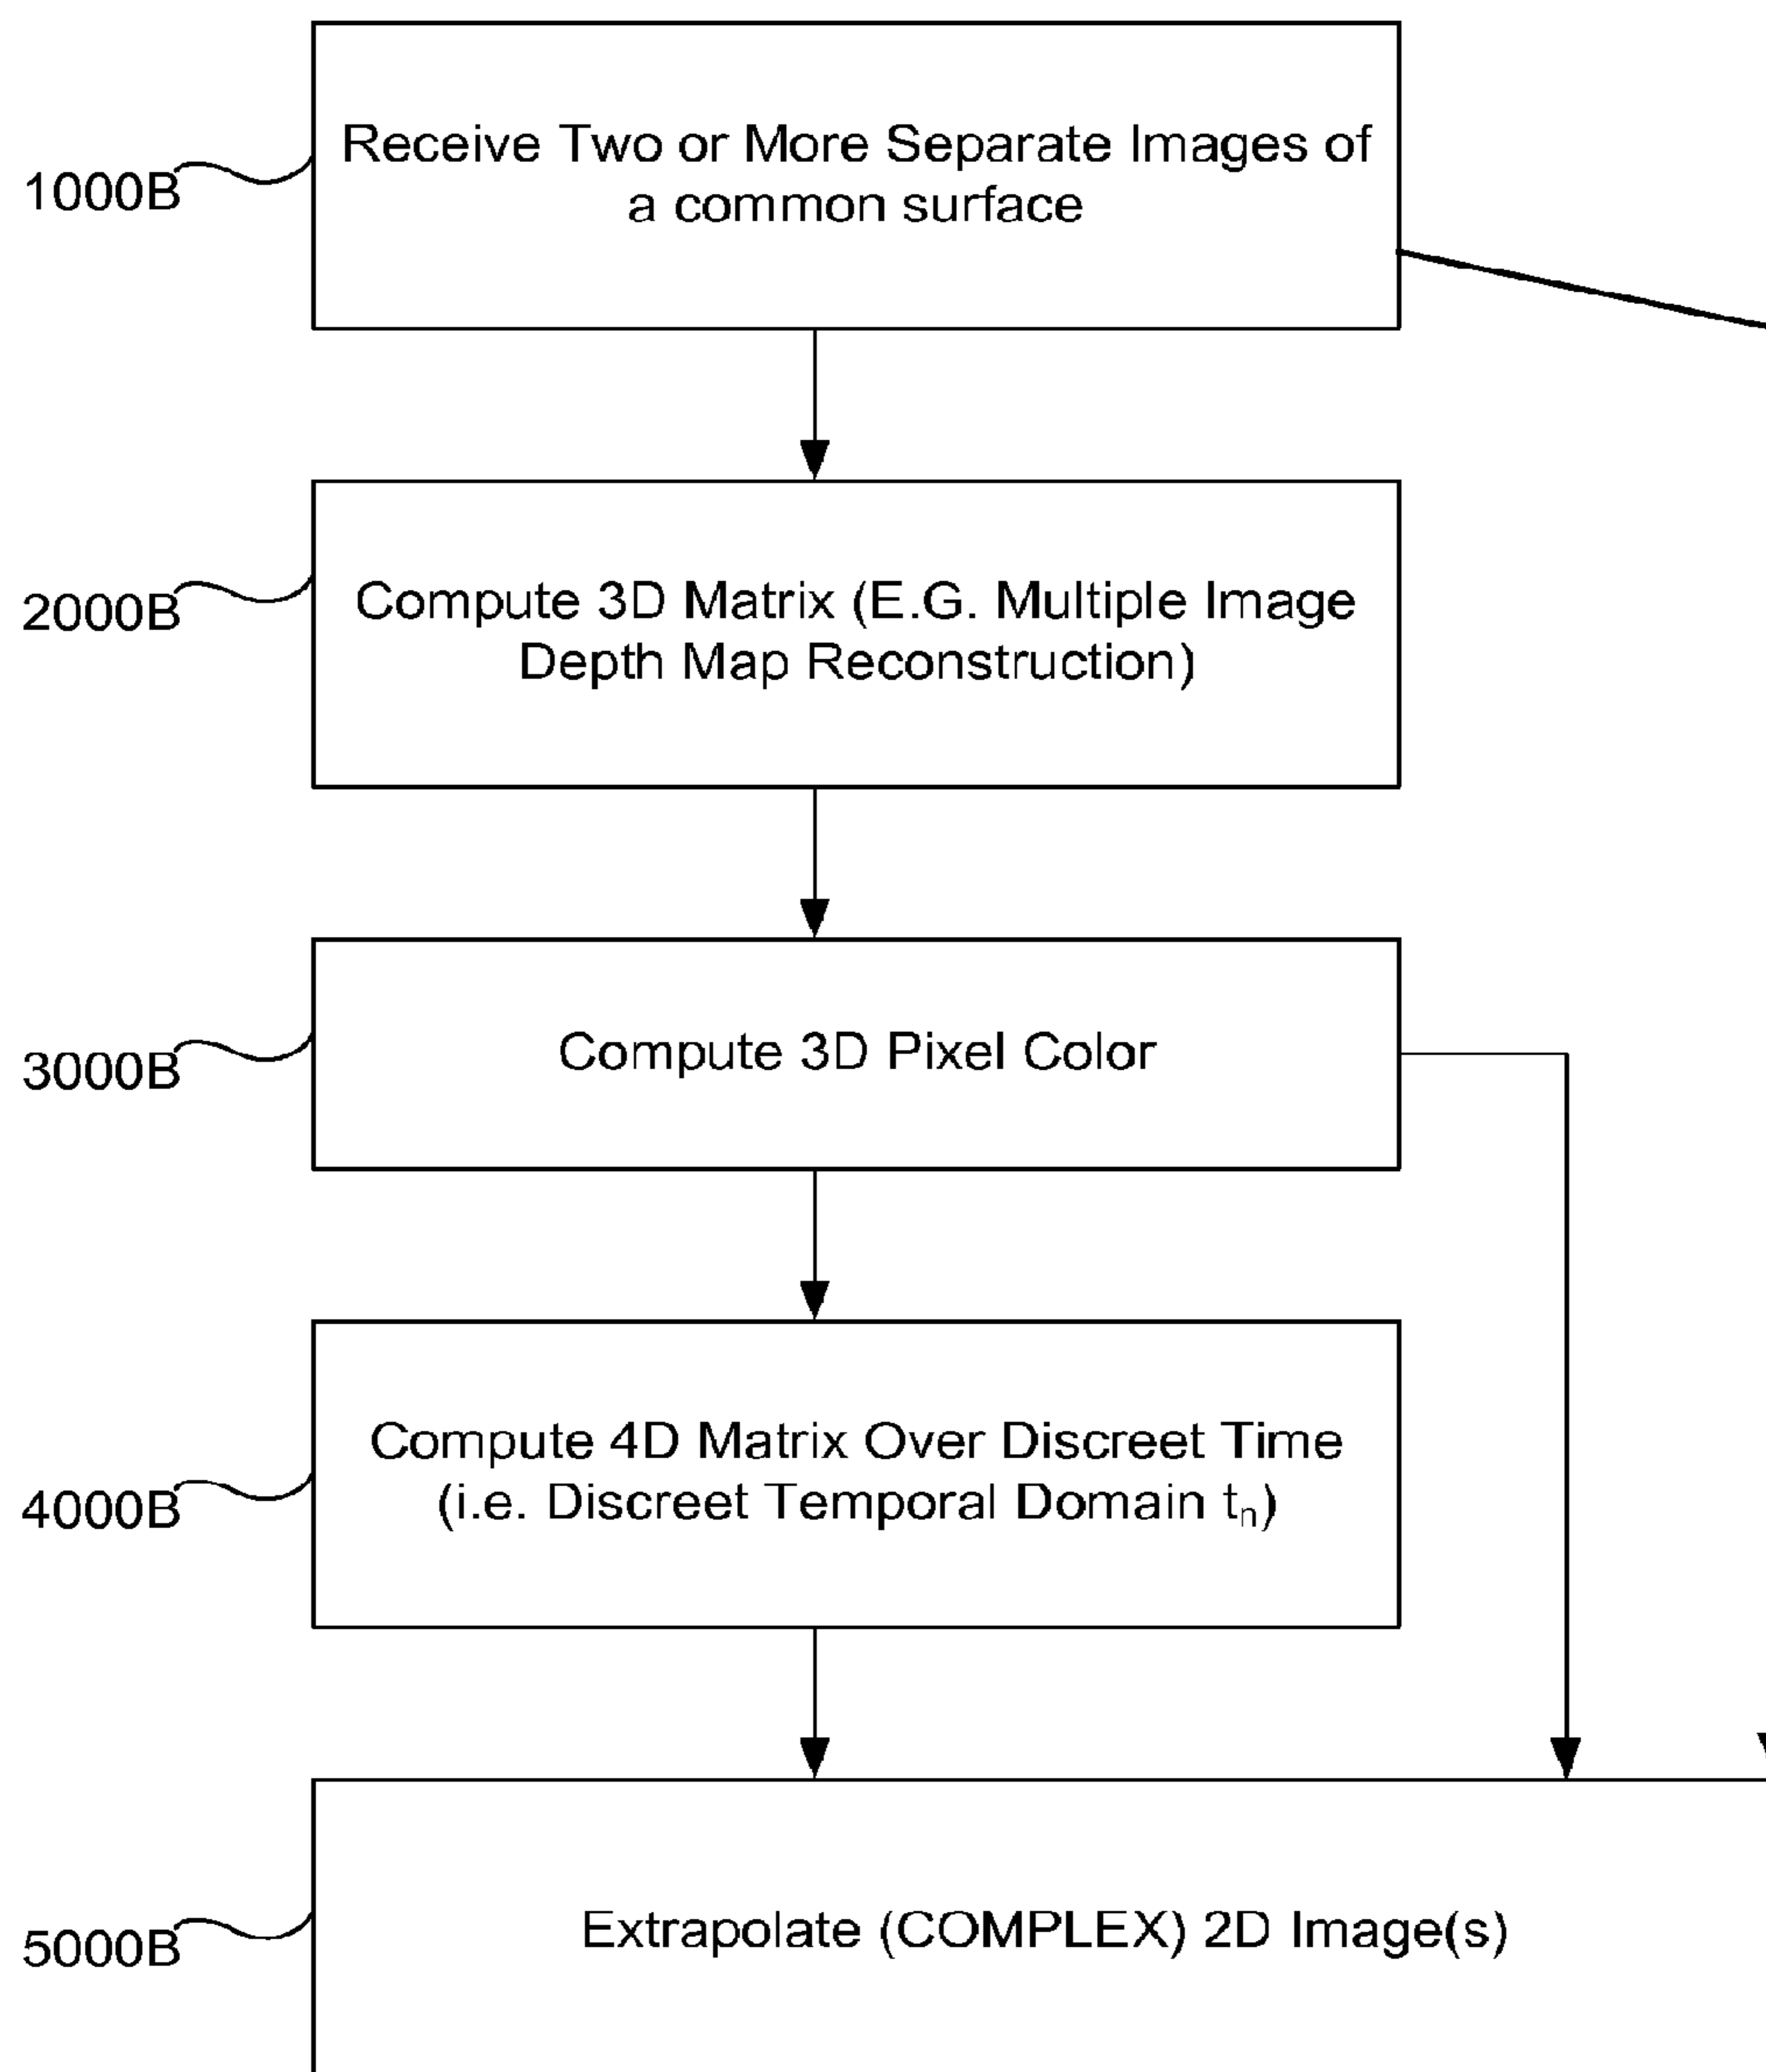 1000B
Receive Two or More Separate Images of
a common surface
2000B
Compute 3D Matrix (E.G. Multiple Image
Depth Map Reconstruction)
3000B
Compute 3D Pixel Color
4000B
Compute 4D Matrix Over Discreet Time
(i.e. Discreet Temporal Domain tₙ)
5000B
Extrapolate (COMPLEX) 2D Image(s)